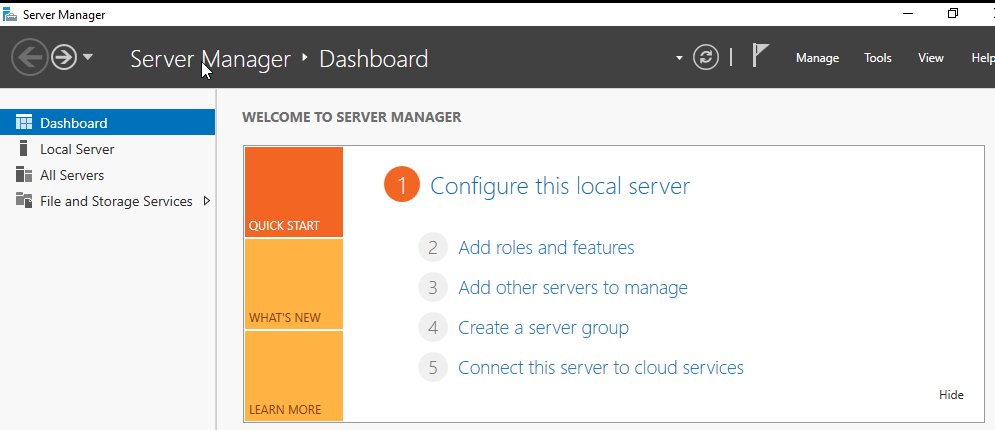 Server Manager
Server Manager ‣ Dashboard
Manage Tools View Help
Dashboard
Local Server
All Servers
File and Storage Services
WELCOME TO SERVER MANAGER
QUICK START
WHAT'S NEW
LEARN MORE
1 Configure this local server
2 Add roles and features
3 Add other servers to manage
4 Create a server group
5 Connect this server to cloud services
Hide